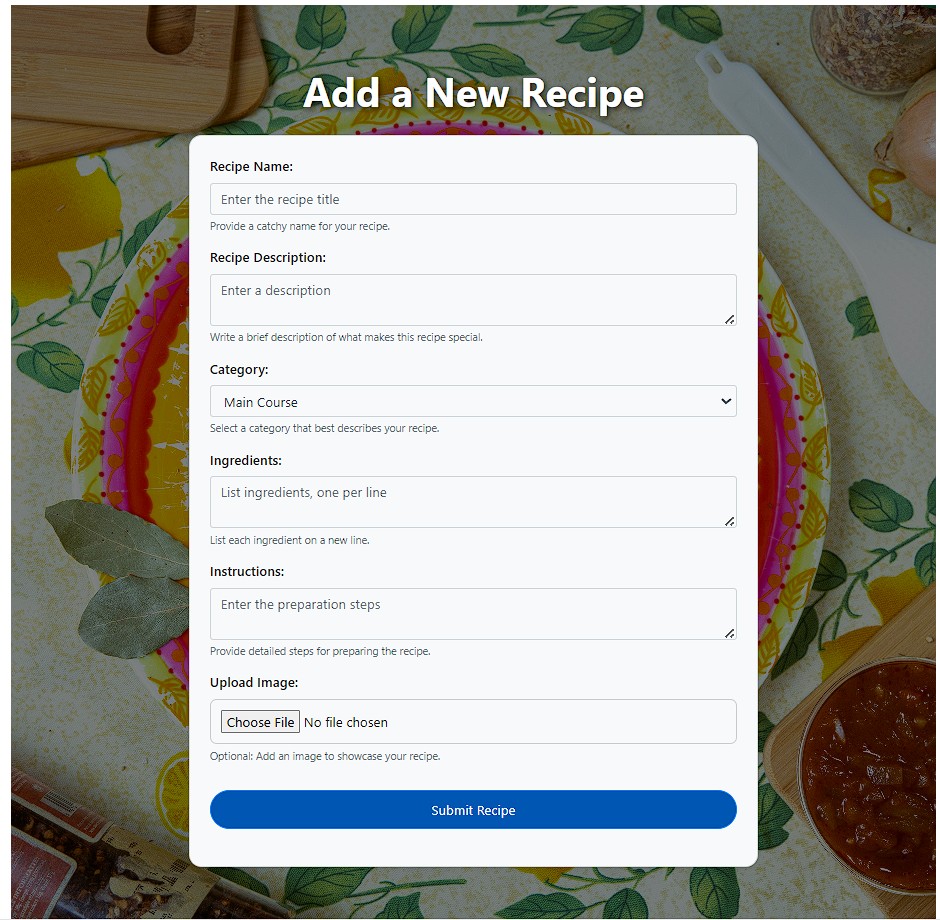 Add a New Recipe
Recipe Name:
Enter the recipe title
Provide a catchy name for your recipe.
Recipe Description:
Enter a description
Write a brief description of what makes this recipe special.
Category:
Main Course
Select a category that best describes your recipe.
Ingredients:
List ingredients, one per line
List each ingredient on a new line.
Instructions:
Enter the preparation steps
Provide detailed steps for preparing the recipe.
Upload Image:
Choose File No file chosen
Optional: Add an image to showcase your recipe.
Submit Recipe